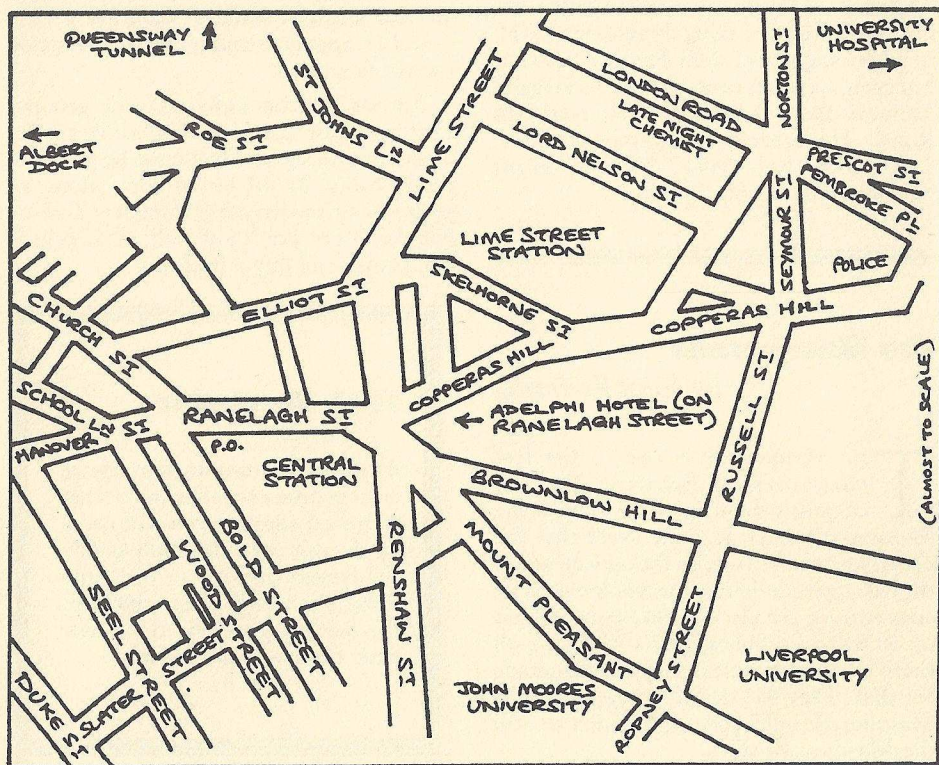 QUEENSWAY
TUNNEL
UNIVERSITY
HOSPITAL
ALBERT
DOCK
ROE ST
ST JOHNS LN
LIME STREET
LONDON ROAD
LATE NIGHT
CHEMIST
NORTON ST
LORD NELSON ST
PRESCOT ST
PEMBROKE PL
SEYMOUR ST
POLICE
LIME STREET
STATION
SKELHORNE ST
ELLIOT ST
CHURCH ST
COPPERAS HILL
COPPERAS HILL
SCHOOL LN
HANOVER ST
RANELAGH ST
P.O.
ADELPHI HOTEL (ON
RANELAGH STREET)
RUSSELL ST
CENTRAL
STATION
BROWNLOW HILL
(ALMOST TO SCALE)
BOLD STREET
WOOD STREET
RENSHAW ST
MOUNT PLEASANT
SEEL STREET
SLATER STREET
DUKE ST
JOHN MOORES
UNIVERSITY
ROPNEY STREET
LIVERPOOL
UNIVERSITY